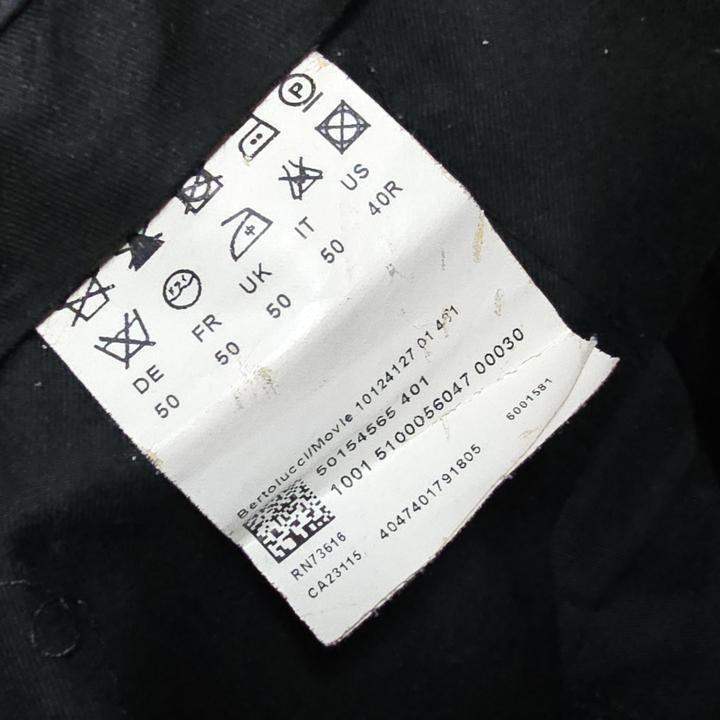 P
DE FR UK IT US
50 50 50 50 40R
Bertolucci/Movie 10124127 01 491
50154565 401
1001 5100056047 00030
RN73616
CA23115 4047401791805 6001581